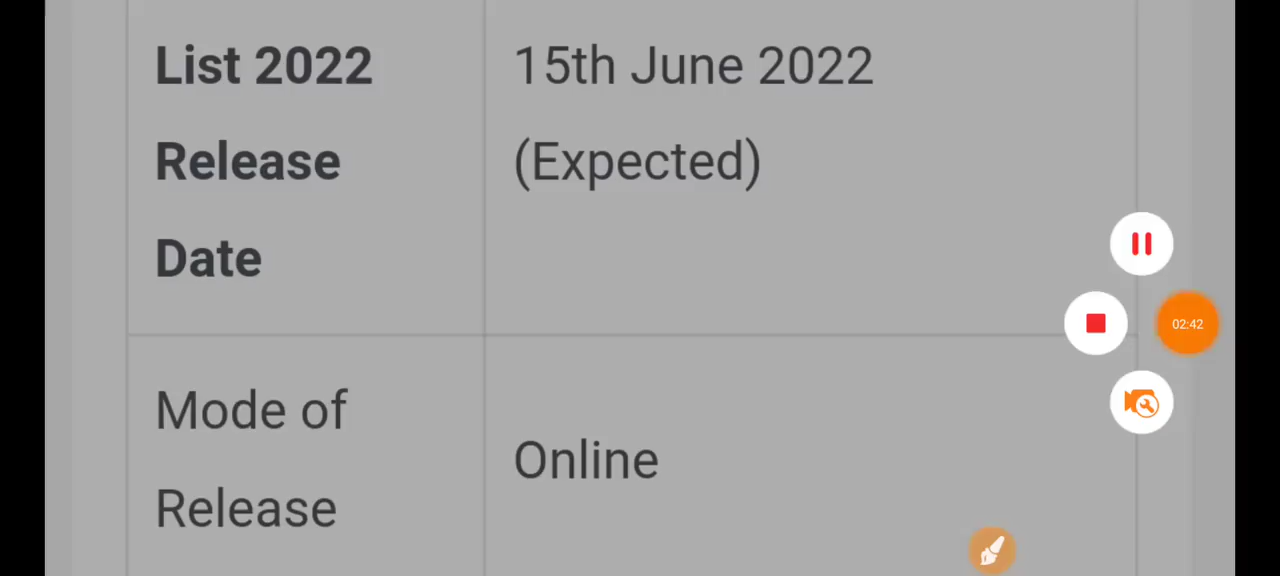 List 2022
Release
Date
15th June 2022
(Expected)
02:42
Mode of
Release
Online